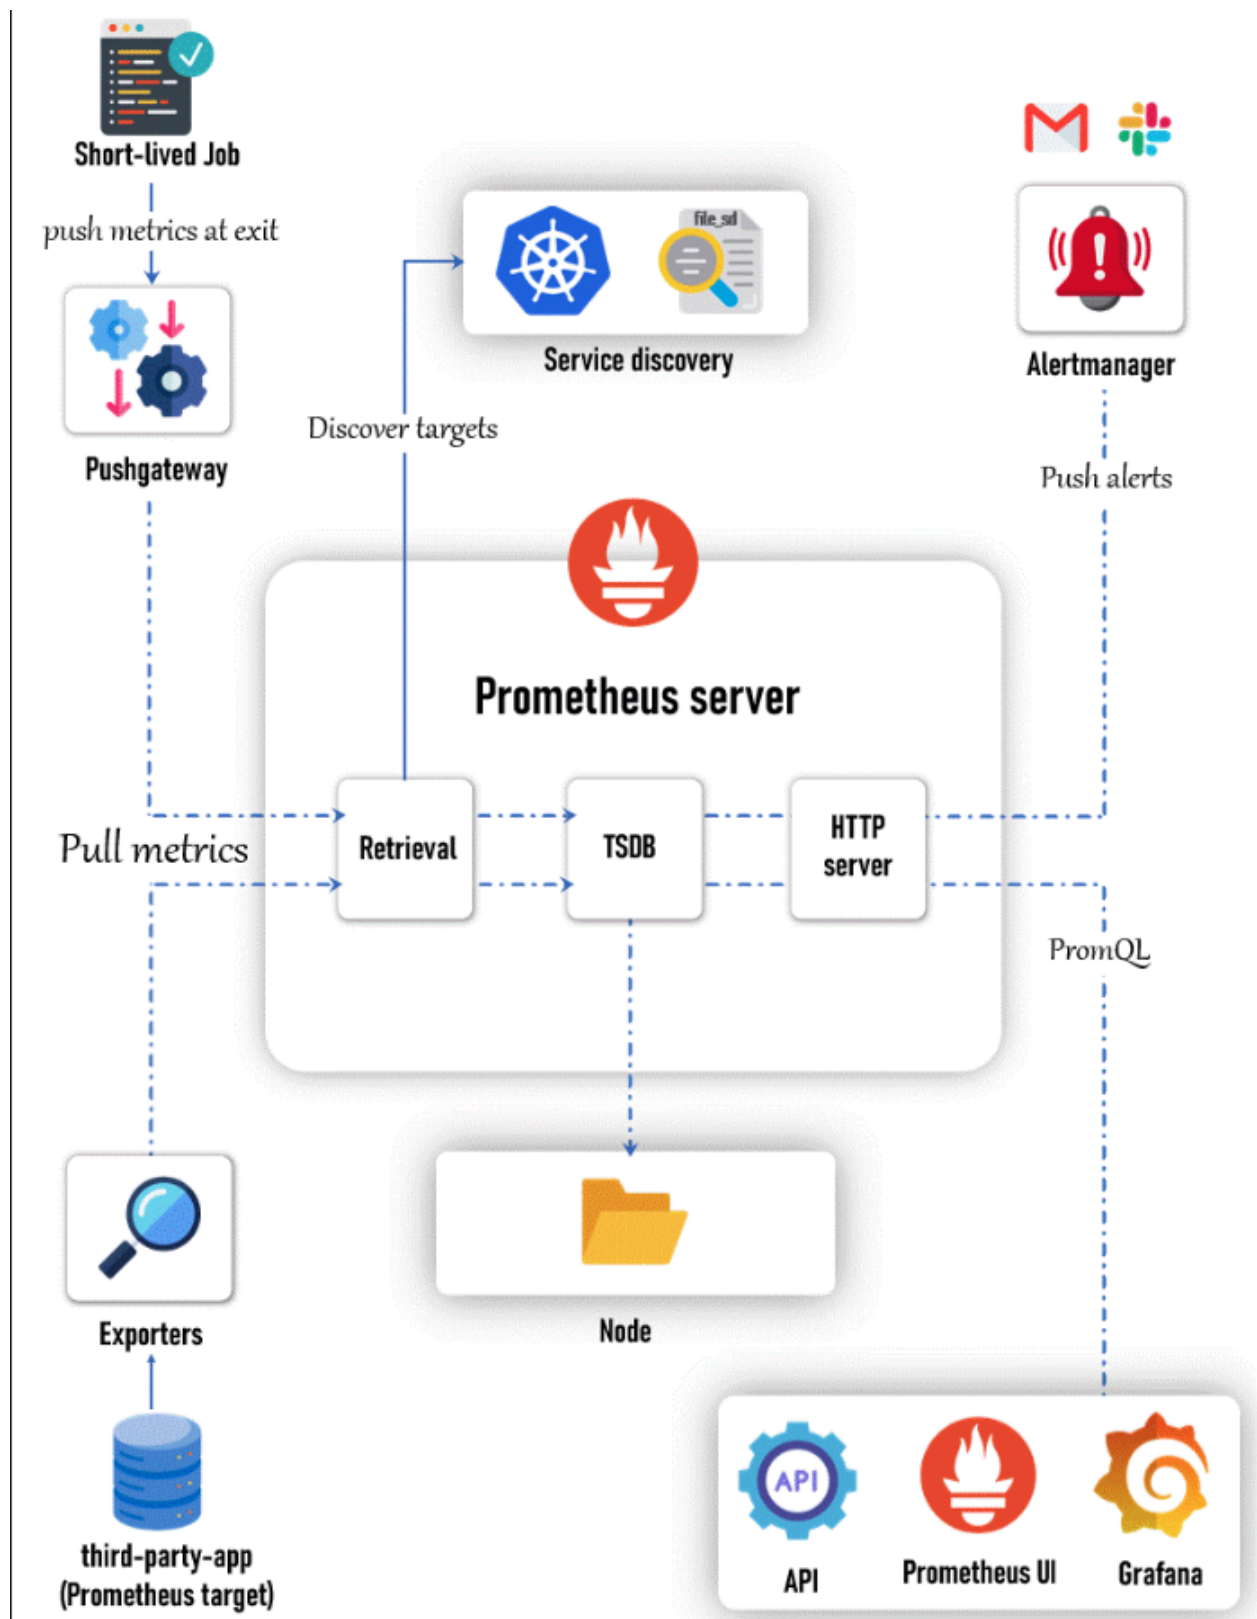 Short-lived Job
push metrics at exit
Pushgateway
file_sd
Service discovery
Discover targets
Alertmanager
Push alerts
Prometheus server
Pull metrics
Retrieval
TSDB
HTTP
server
PromQL
Exporters
Node
third-party-app
(Prometheus target)
API
API
Prometheus UI
Grafana